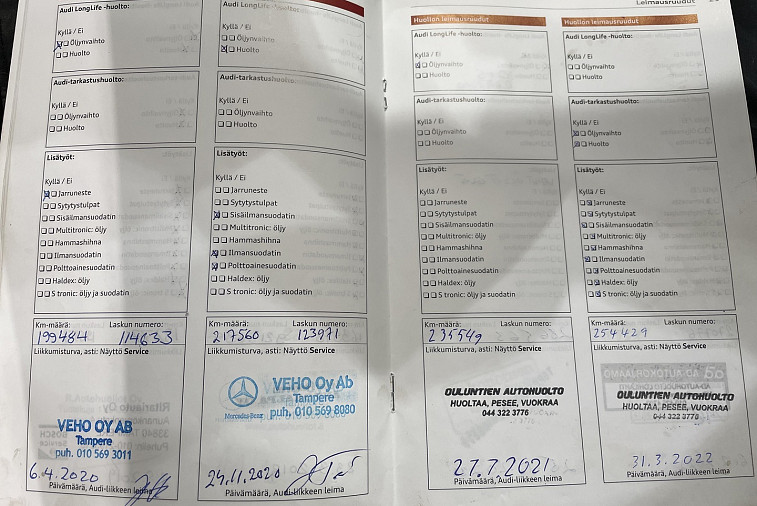 Audi LongLife -huolto:
Kyllä / Ei
Öljynvaihto
Huolto
Audi-tarkastushuolto:
Kyllä / Ei
Öljynvaihto
Huolto
Lisätyöt:
Kyllä / Ei
Jarruneste
Sytytystulpat
Sisäilmansuodatin
Multitronic: öljy
Hammashihna
Ilmansuodatin
Polttoainesuodatin
Haldex: öljy
S tronic: öljy ja suodatin
Km-määrä: Laskun numero:
199484 114633
Liikkumisturva, asti: Näyttö Service
VEHO OY AB
Tampere
puh. 010 569 3011
6.4.2020
Päivämäärä, Audi-liikkeen leima
Audi LongLife -huolto:
Kyllä / Ei
Öljynvaihto
Huolto
Audi-tarkastushuolto:
Kyllä / Ei
Öljynvaihto
Huolto
Lisätyöt:
Kyllä / Ei
Jarruneste
Sytytystulpat
Sisäilmansuodatin
Multitronic: öljy
Hammashihna
Ilmansuodatin
Polttoainesuodatin
Haldex: öljy
S tronic: öljy ja suodatin
Km-määrä: Laskun numero:
217560 123971
Liikkumisturva, asti: Näyttö Service
VEHO Oy Ab
Tampere
Mercedes-Benz puh. 010 569 8080
24.11.2020
Päivämäärä, Audi-liikkeen leima
Leimausruudut
Huollon leimausruudut
Audi LongLife -huolto:
Kyllä / Ei
Öljynvaihto
Huolto
Audi-tarkastushuolto:
Kyllä / Ei
Öljynvaihto
Huolto
Lisätyöt:
Kyllä / Ei
Jarruneste
Sytytystulpat
Sisäilmansuodatin
Multitronic: öljy
Hammashihna
Ilmansuodatin
Polttoainesuodatin
Haldex: öljy
S tronic: öljy ja suodatin
Km-määrä: Laskun numero:
235549
Liikkumisturva, asti: Näyttö Service
OULUNTIEN AUTOHUOLTO
HUOLTAA, PESEE, VUOKRAA
044 322 3776
27.7.2021
Päivämäärä, Audi-liikkeen leima
Huollon leimausruudut
Audi LongLife -huolto:
Kyllä / Ei
Öljynvaihto
Huolto
Audi-tarkastushuolto:
Kyllä / Ei
Öljynvaihto
Huolto
Lisätyöt:
Kyllä / Ei
Jarruneste
Sytytystulpat
Sisäilmansuodatin
Multitronic: öljy
Hammashihna
Ilmansuodatin
Polttoainesuodatin
Haldex: öljy
S tronic: öljy ja suodatin
Km-määrä: Laskun numero:
254429
Liikkumisturva, asti: Näyttö Service
OULUNTIEN AUTOHUOLTO
HUOLTAA, PESEE, VUOKRAA
044 322 3776
31.3.2022
Päivämäärä, Audi-liikkeen leima